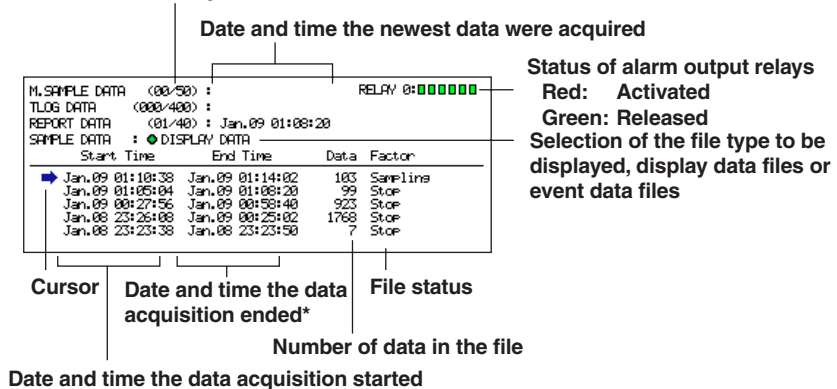 Date and time the newest data were acquired
M.SAMPLE DATA (00/50) : RELAY 0:
TLOG DATA (000/400) :
REPORT DATA (01/40) : Jan.09 01:08:20
SAMPLE DATA : DISPLAY DATA
Start Time End Time Data Factor
Jan.09 01:10:38 Jan.09 01:14:02 103 Sampling
Jan.09 01:05:04 Jan.09 01:08:20 99 Stop
Jan.09 00:27:56 Jan.09 00:58:40 923 Stop
Jan.08 23:26:08 Jan.09 00:25:02 1768 Stop
Jan.08 23:23:38 Jan.08 23:23:50 7 Stop
Status of alarm output relays
Red: Activated
Green: Released
Selection of the file type to be
displayed, display data files or
event data files
Cursor
Date and time the data
acquisition ended*
File status
Number of data in the file
Date and time the data acquisition started